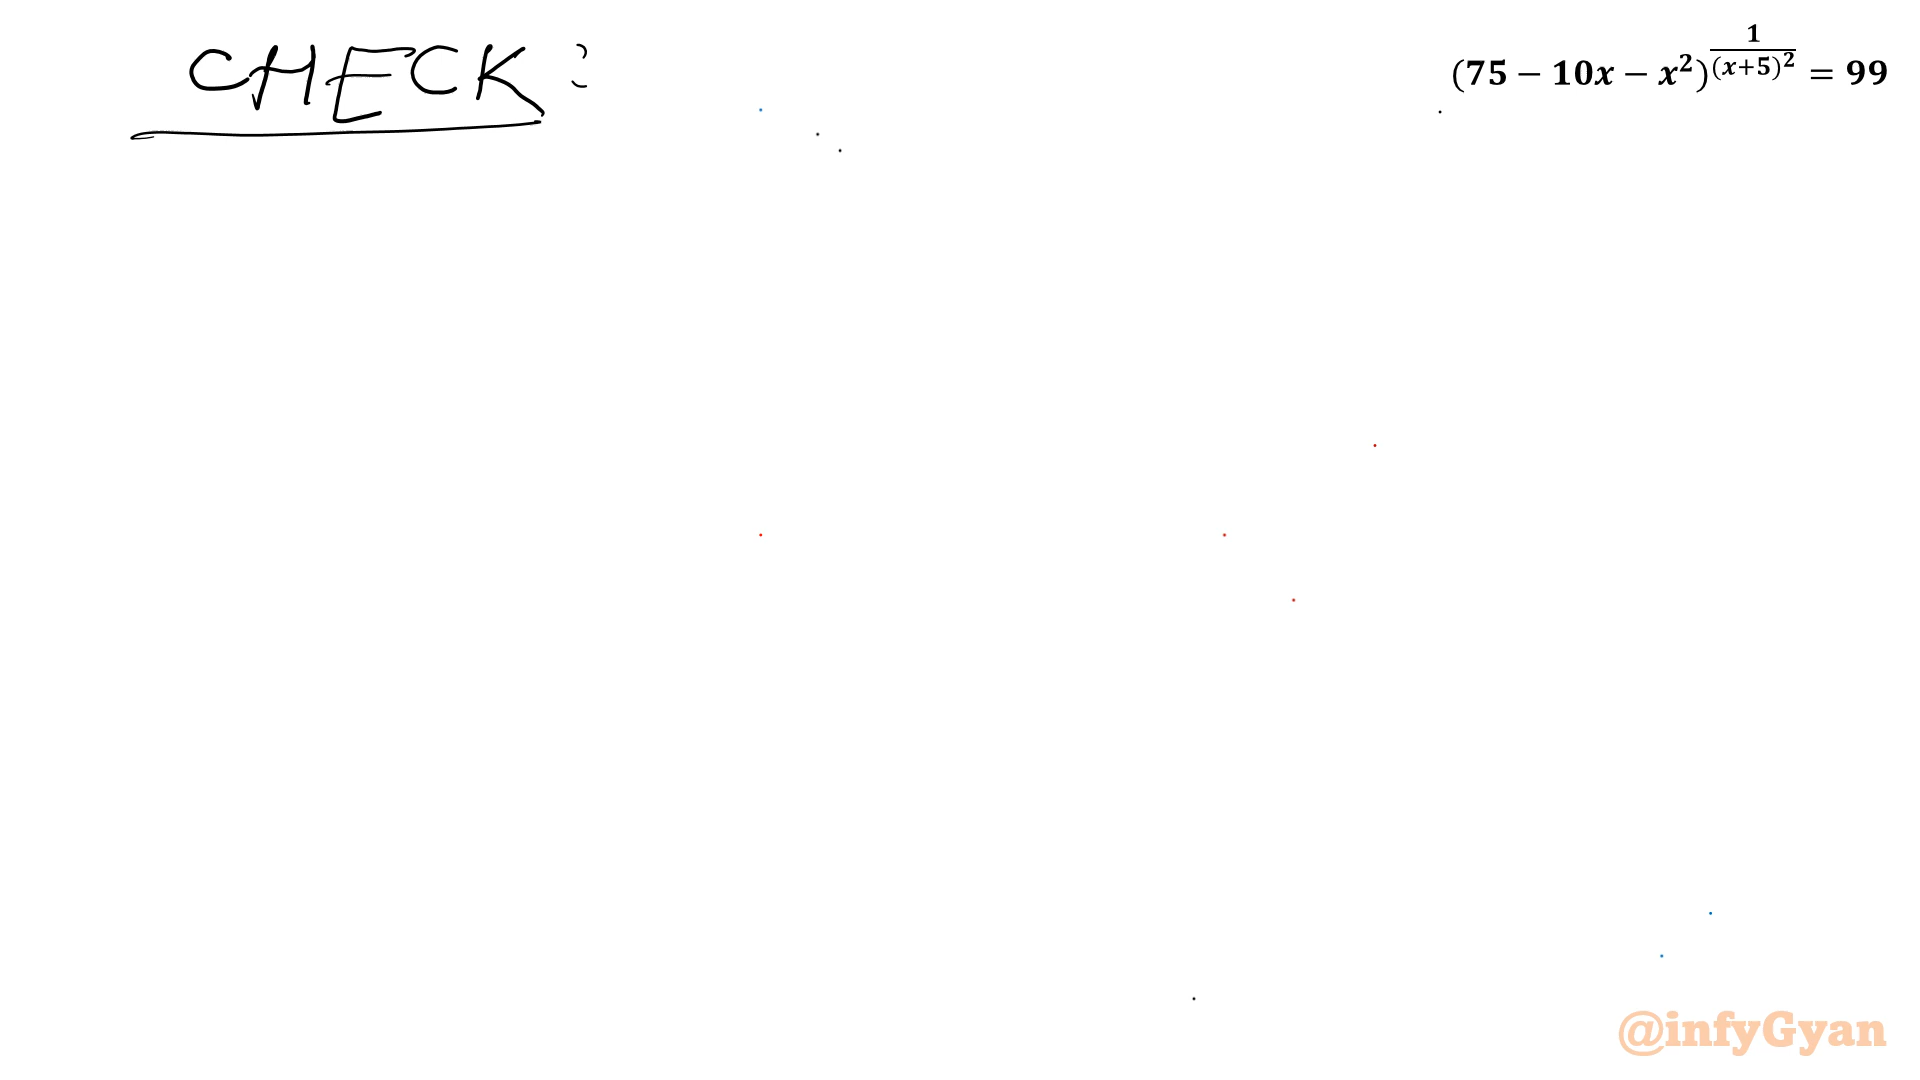 CHECK :
(75 − 10x − x²)^(1/(x+5)²) = 99
@infyGyan